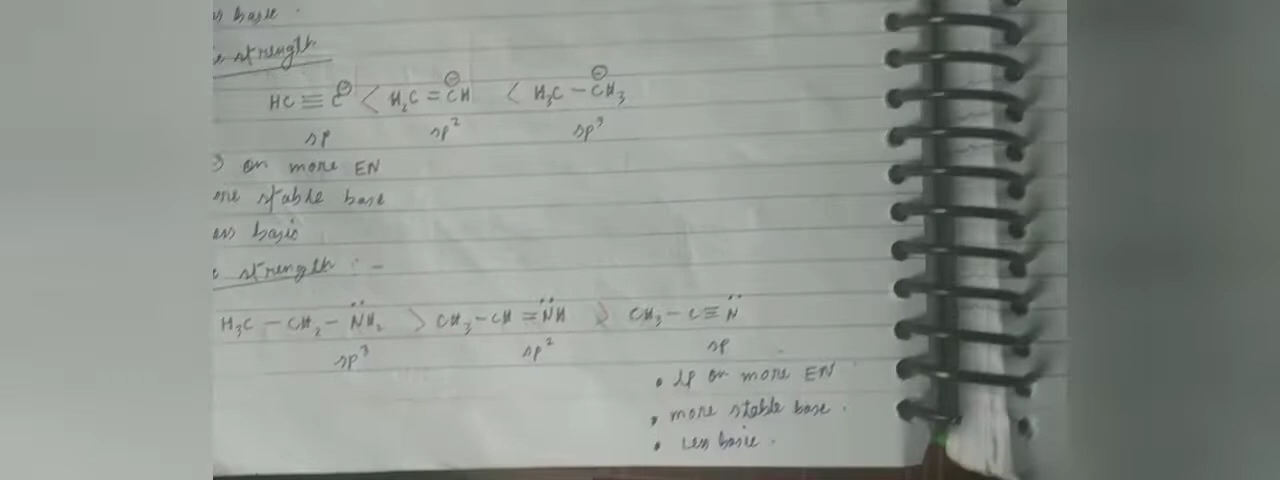 basic .
strength
HC ≡ C⊖ < H₂C = C⊖H < H₃C - C⊖H₃
sp sp² sp³
on more EN
stable base
basic
strength : -
H₃C - CH₂ - N̈H₂ > CH₃ - CH = N̈H > CH₃ - C ≡ N̈
sp³ sp² sp
• lp on more EN
• more stable base .
• Less basic .